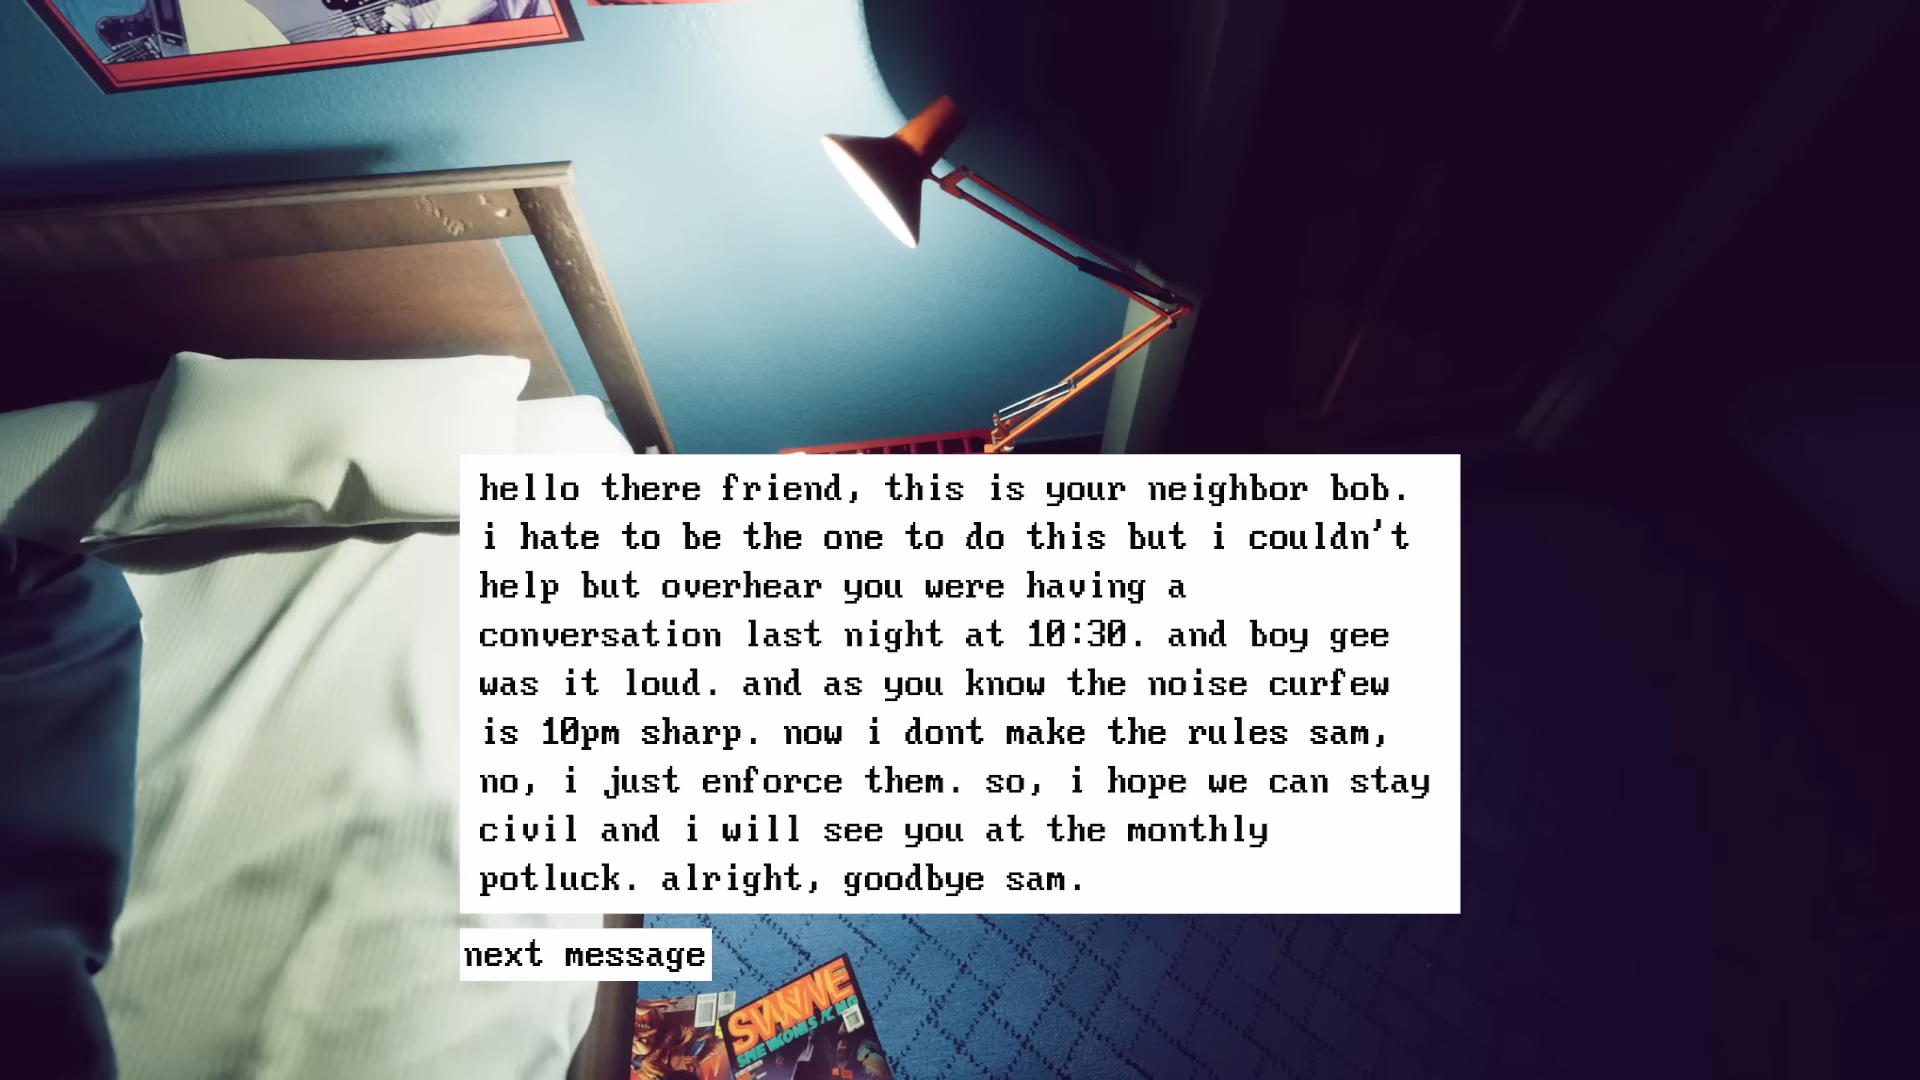 hello there friend, this is your neighbor bob.
i hate to be the one to do this but i couldn't
help but overhear you were having a
conversation last night at 10:30. and boy gee
was it loud. and as you know the noise curfew
is 10pm sharp. now i dont make the rules sam,
no, i just enforce them. so, i hope we can stay
civil and i will see you at the monthly
potluck. alright, goodbye sam.
next message